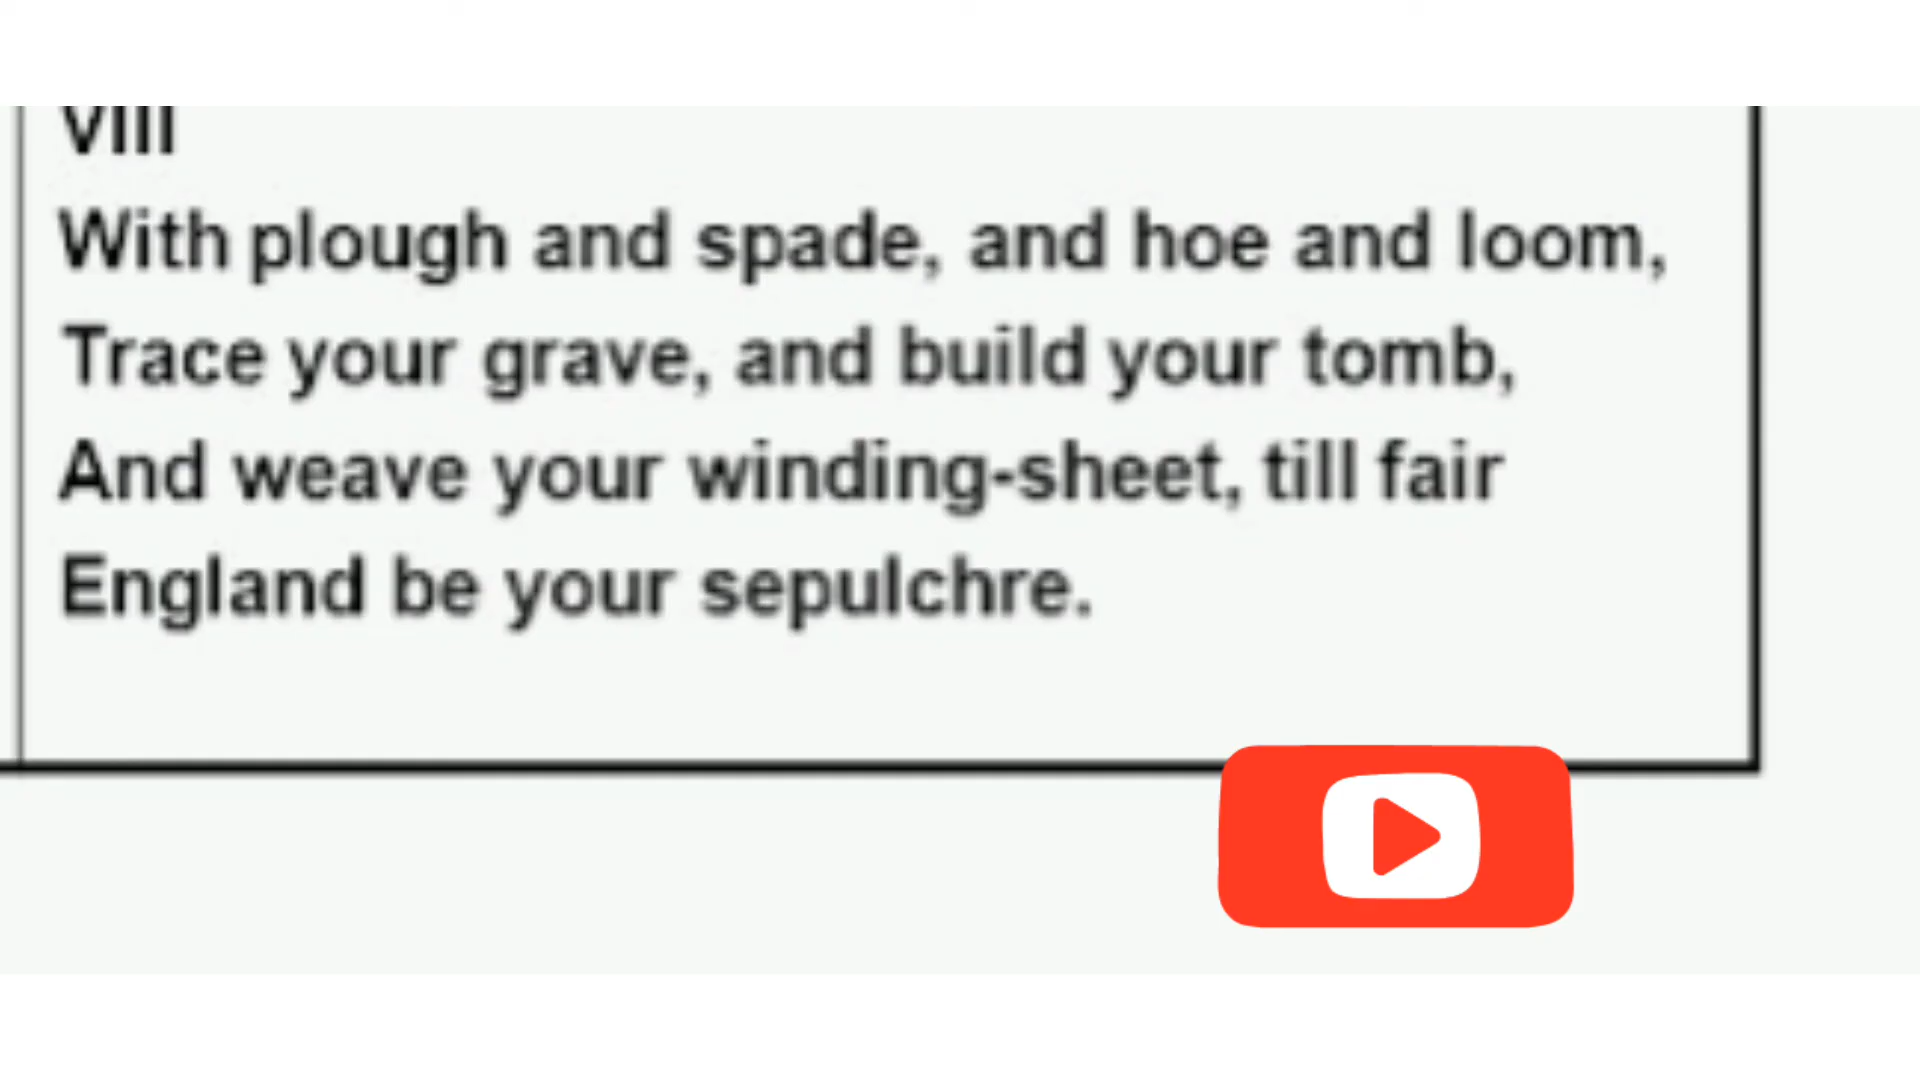 VIII
With plough and spade, and hoe and loom,
Trace your grave, and build your tomb,
And weave your winding-sheet, till fair
England be your sepulchre.